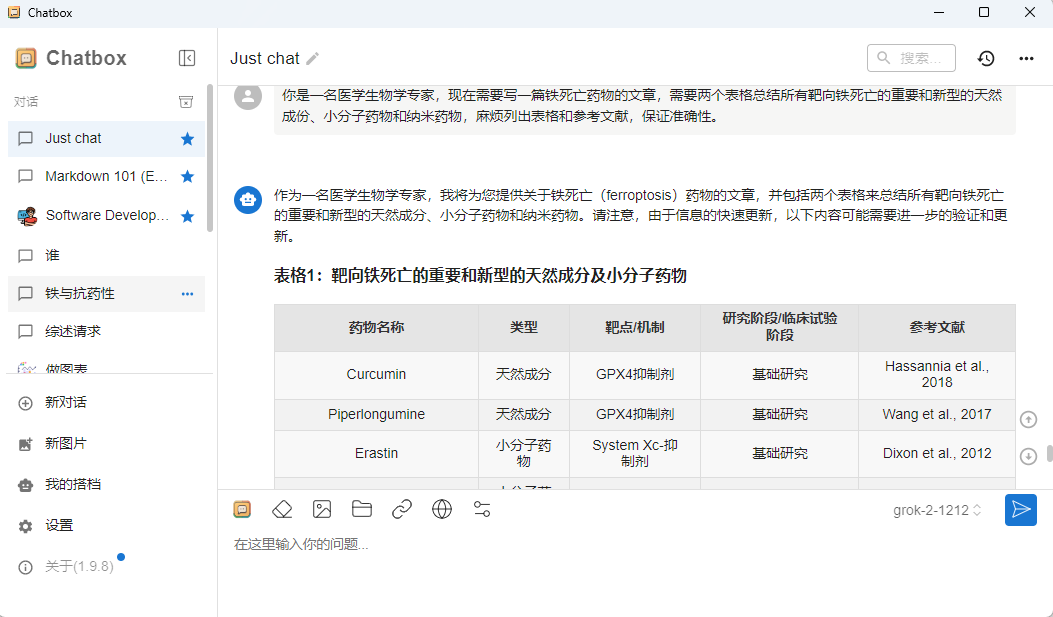 Chatbox
Chatbox
对话
Just chat
Markdown 101 (E...
Software Develop...
谁
铁与抗药性
综述请求
做图表
新对话
新图片
我的搭档
设置
关于(1.9.8)
Just chat
搜索...
你是一名医学生物学专家，现在需要写一篇铁死亡药物的文章，需要两个表格总结所有靶向铁死亡的重要和新型的天然
成份、小分子药物和纳米药物，麻烦列出表格和参考文献，保证准确性。
作为一名医学生物学专家，我将为您提供关于铁死亡（ferroptosis）药物的文章，并包括两个表格来总结所有靶向铁死亡
的重要和新型的天然成分、小分子药物和纳米药物。请注意，由于信息的快速更新，以下内容可能需要进一步的验证和更
新。
表格1：靶向铁死亡的重要和新型的天然成分及小分子药物
药物名称 类型 靶点/机制 研究阶段/临床试验
阶段 参考文献
Curcumin 天然成分 GPX4抑制剂 基础研究 Hassannia et al.,
2018
Piperlongumine 天然成分 GPX4抑制剂 基础研究 Wang et al., 2017
Erastin 小分子药
物 System Xc-抑
制剂 基础研究 Dixon et al., 2012
grok-2-1212
在这里输入你的问题...